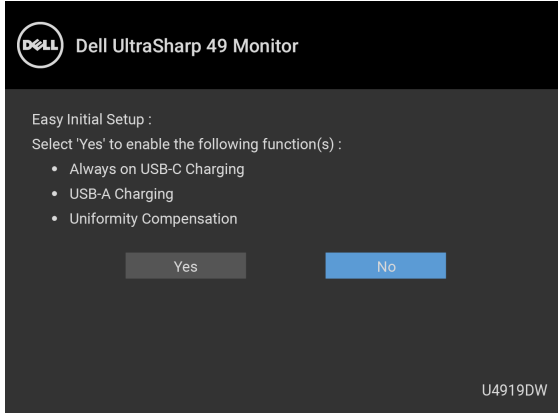 DELL
Dell UltraSharp 49 Monitor
Easy Initial Setup :
Select 'Yes' to enable the following function(s) :
• Always on USB-C Charging
• USB-A Charging
• Uniformity Compensation
Yes
No
U4919DW